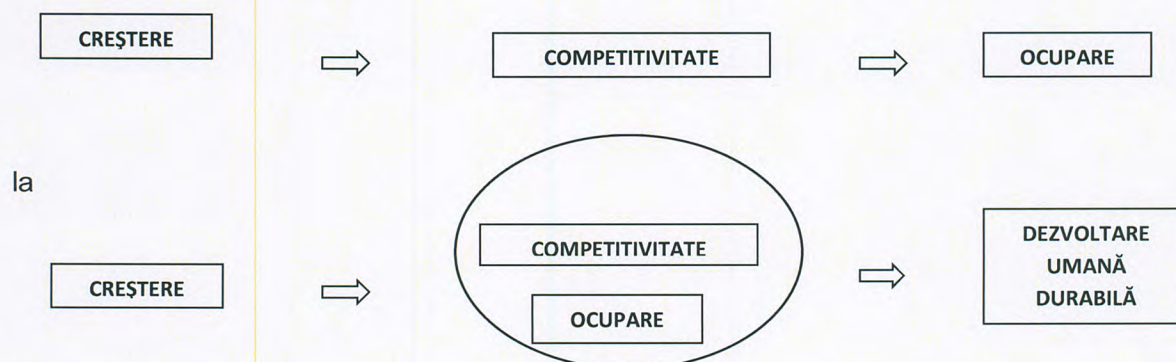 CREŞTERE COMPETITIVITATE OCUPARE
la
CREŞTERE
COMPETITIVITATE
OCUPARE
DEZVOLTARE
UMANĂ
DURABILĂ